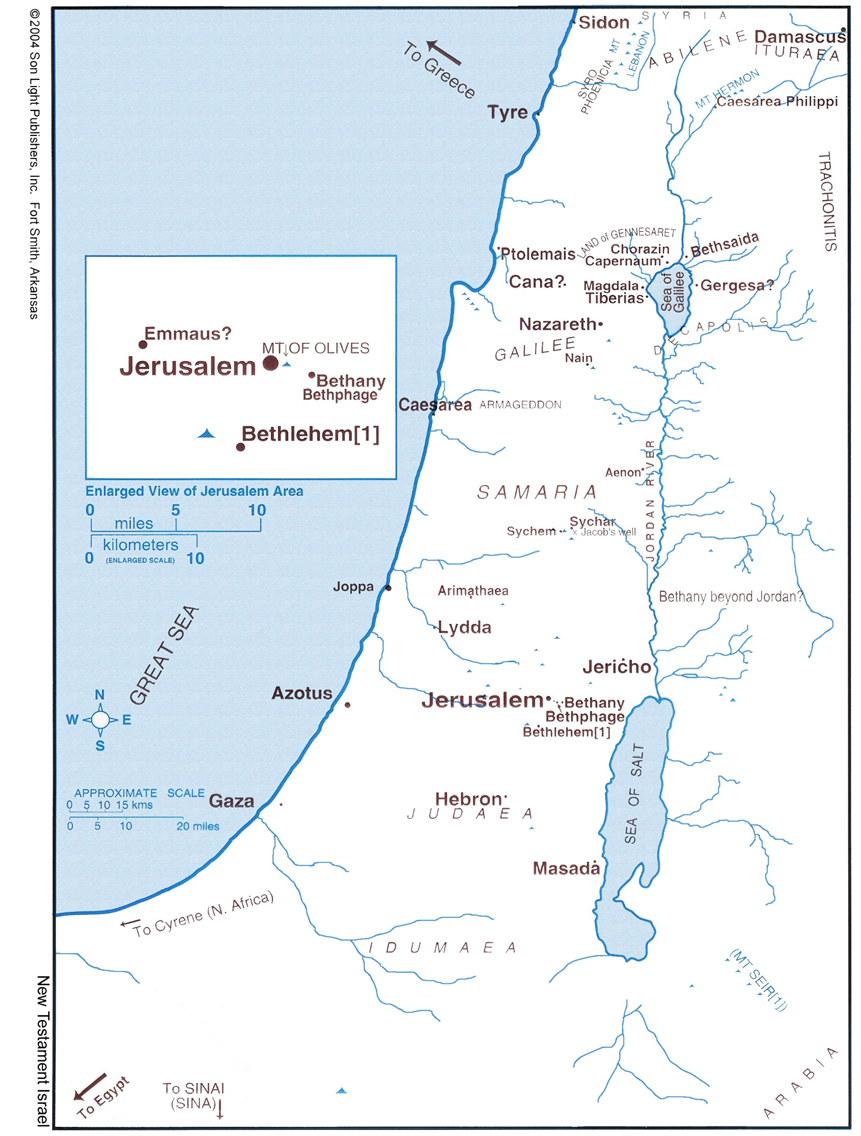 ©2004 Son Light Publishers, Inc. Fort Smith, Arkansas
New Testament Israel
Sidon
SYRIA
Damascus
ABILENE
ITURAEA
To Greece
MT LEBANON
SYRO PHOENICIA
MT HERMON
Caesarea Philippi
Tyre
TRACHONITIS
LAND of GENNESARET
Ptolemais
Chorazin
Bethsaida
Capernaum
Cana?
Magdala
Sea of Galilee
Gergesa?
Tiberias
Nazareth
DECAPOLIS
GALILEE
Nain
Emmaus?
Jerusalem
MT OF OLIVES
Bethany
Bethphage
Bethlehem[1]
Enlarged View of Jerusalem Area
0 5 10
miles
kilometers
0 (ENLARGED SCALE) 10
Caesarea
ARMAGEDDON
JORDAN RIVER
Aenon
SAMARIA
Sychar
Sychem
x Jacob's well
Joppa
Arimathaea
Bethany beyond Jordan?
GREAT SEA
Lydda
Jericho
N
W E
S
Azotus
Jerusalem
Bethany
Bethphage
Bethlehem[1]
SEA OF SALT
APPROXIMATE SCALE
0 5 10 15 kms
0 5 10 20 miles
Gaza
Hebron
JUDAEA
Masada
To Cyrene (N. Africa)
IDUMAEA
(MT SEIR[1])
To Egypt
To SINAI
(SINA)
ARABIA